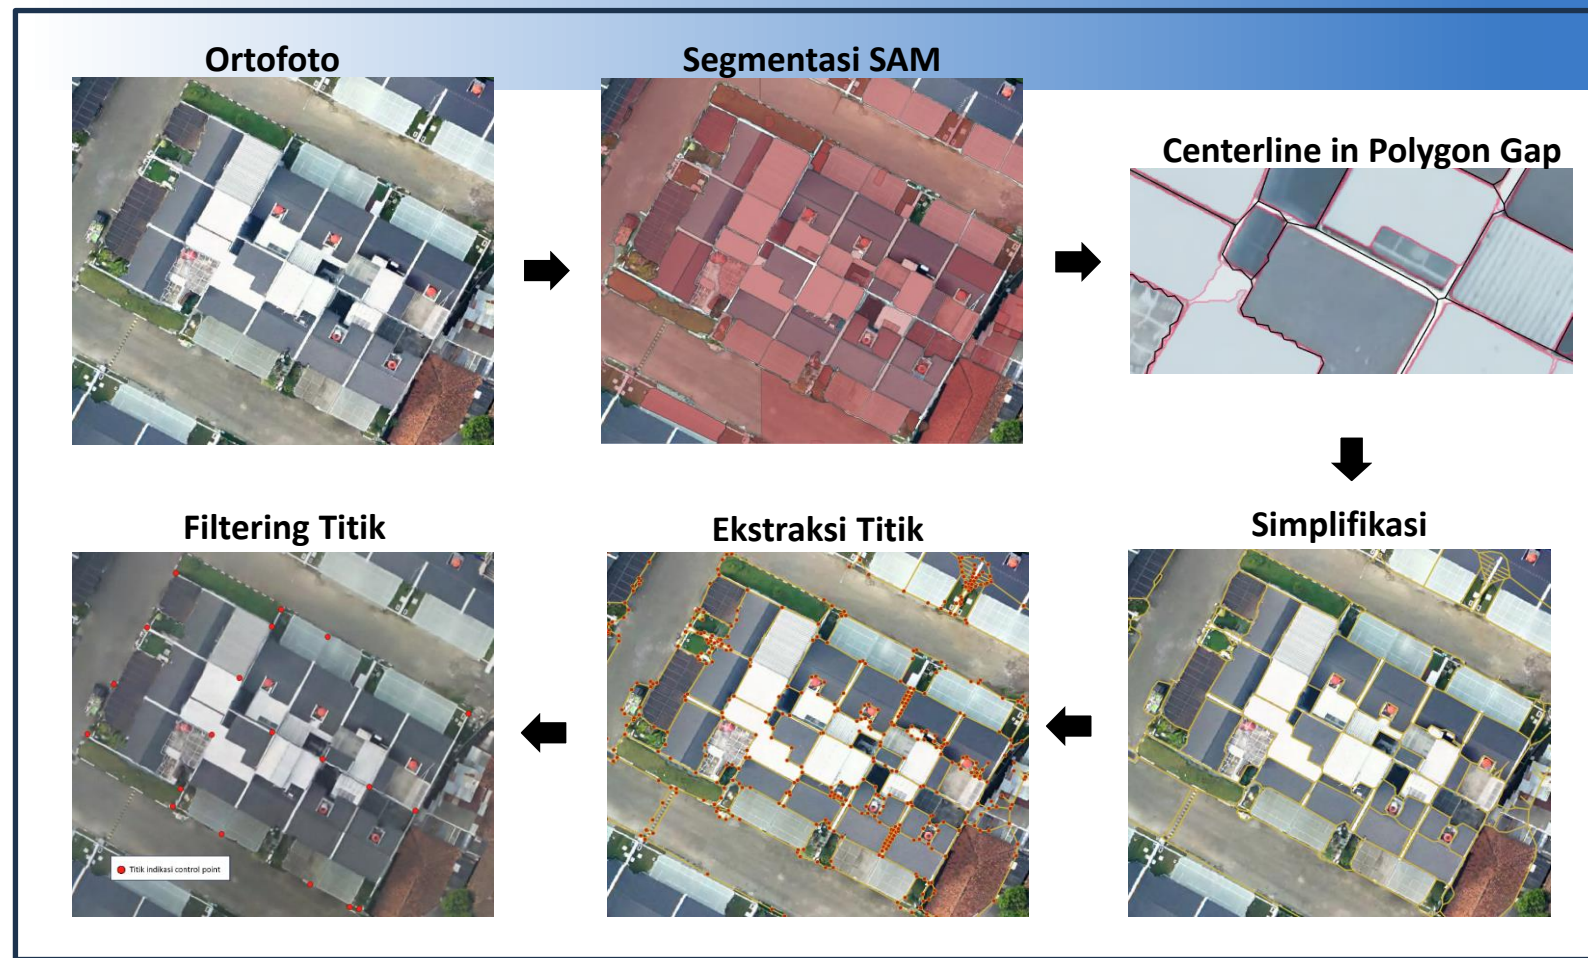 Ortofoto
Segmentasi SAM
Centerline in Polygon Gap
Filtering Titik
Ekstraksi Titik
Simplifikasi
Titik indikasi control point